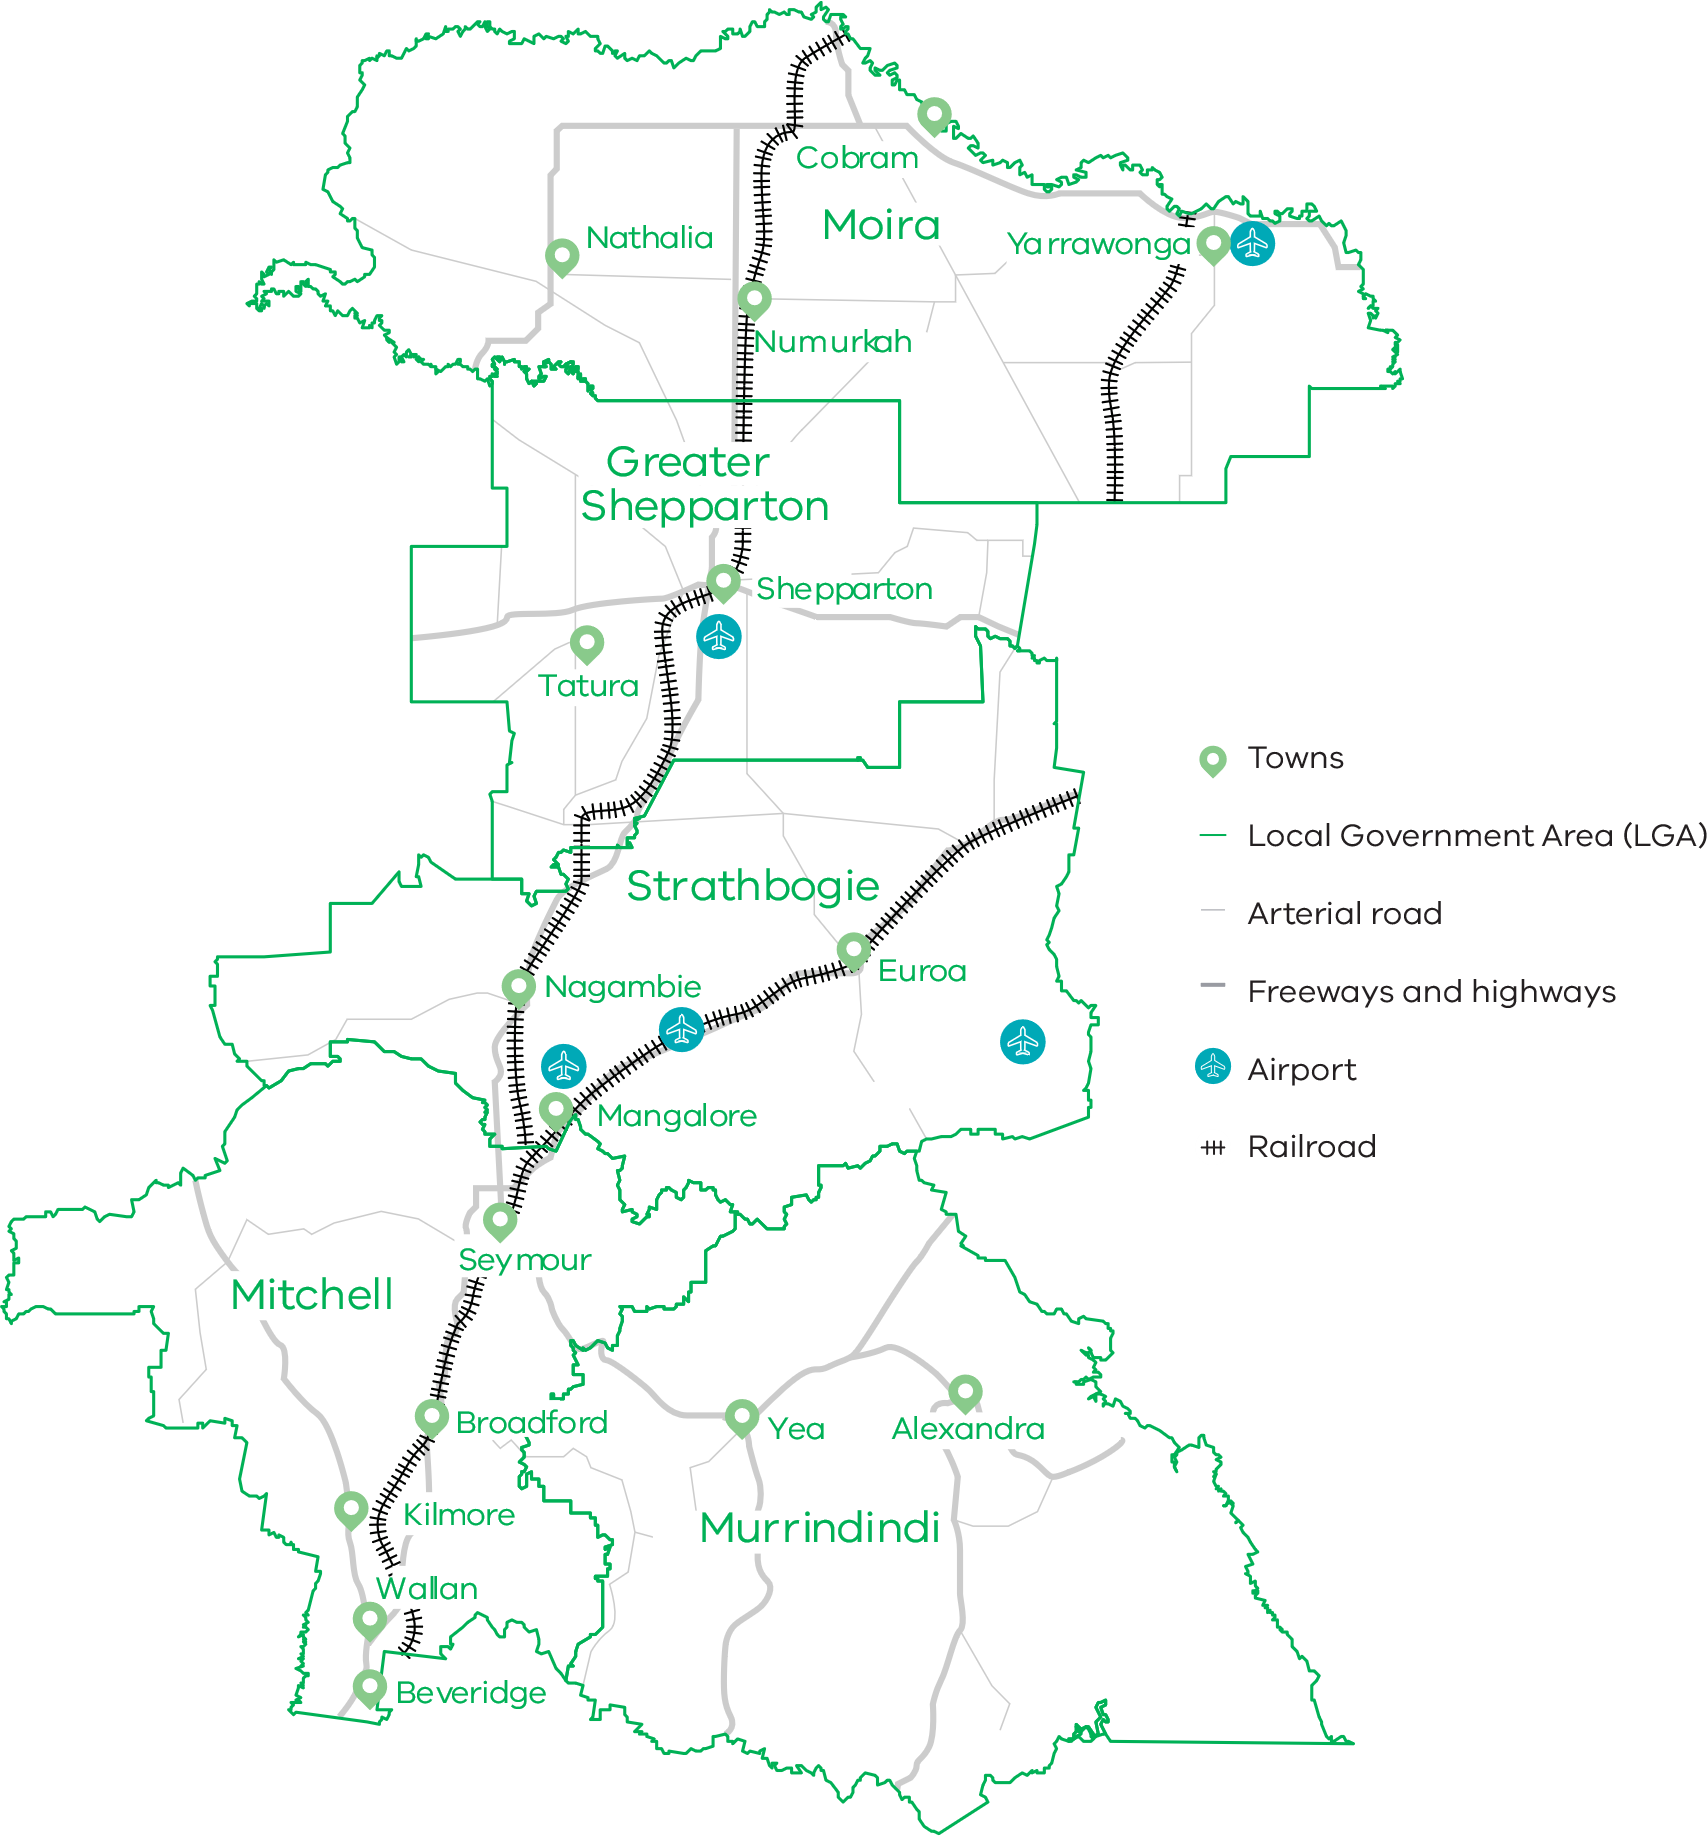 Cobram
Moira
Nathalia
Yarrawonga
Numurkah
Greater
Shepparton
Shepparton
Tatura
Towns
Local Government Area (LGA)
Strathbogie
Arterial road
Euroa
Nagambie
Freeways and highways
Airport
Mangalore
Railroad
Seymour
Mitchell
Broadford
Yea
Alexandra
Kilmore
Murrindindi
Wallan
Beveridge